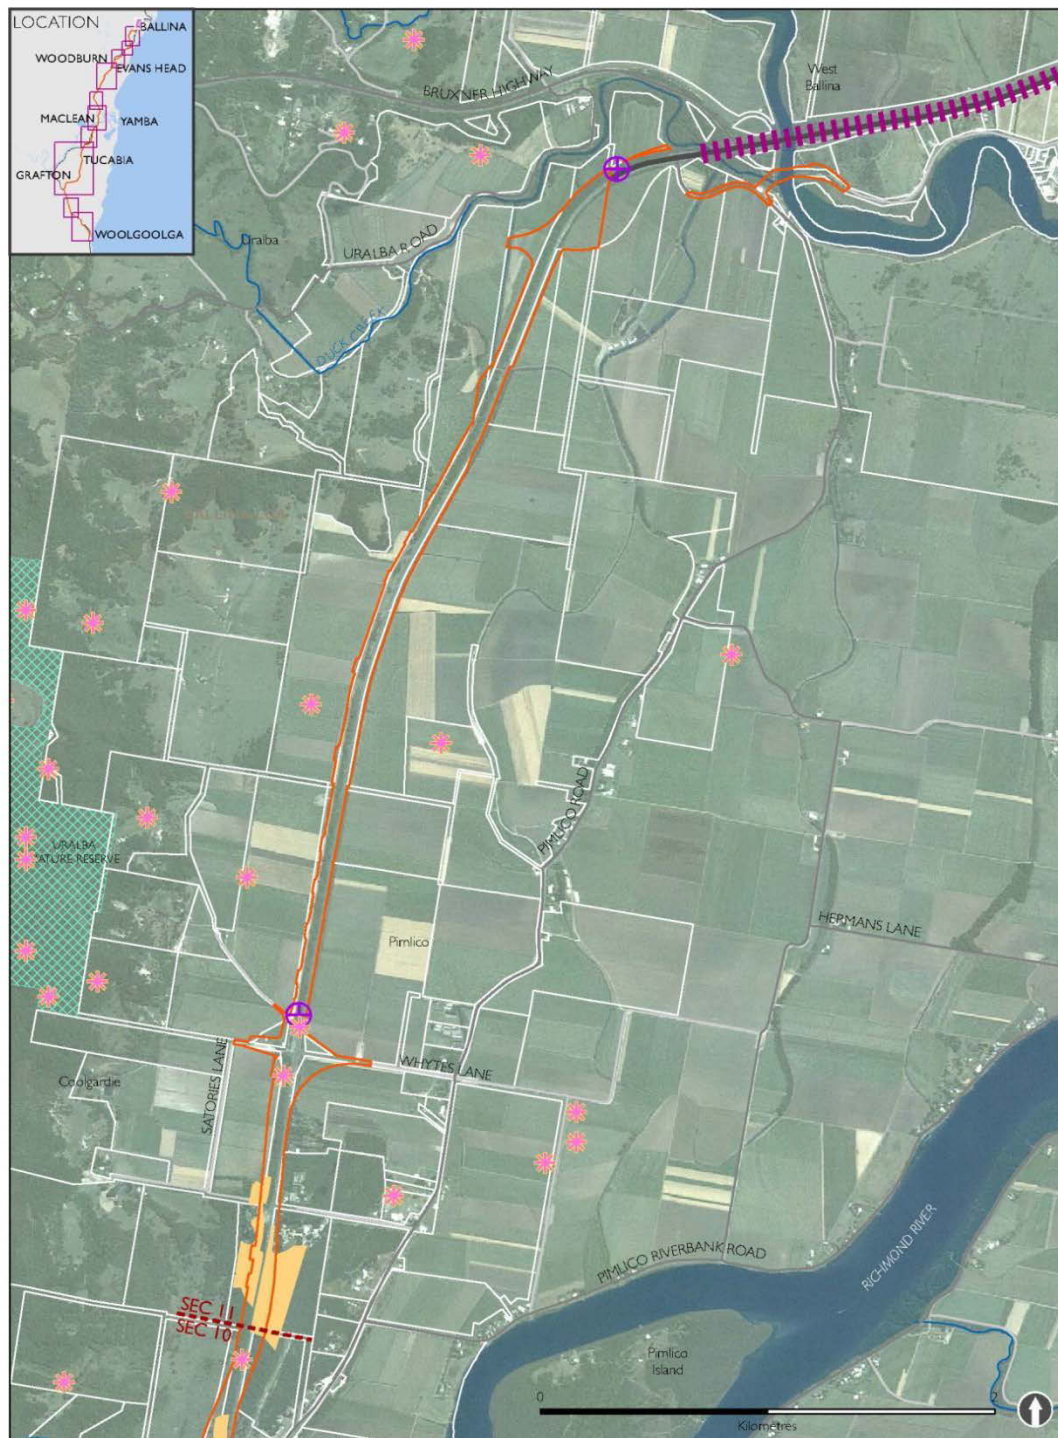 LOCATION
BALLINA
WOODBURN
EVANS HEAD
MACLEAN
YAMBA
TUCABIA
GRAFTON
WOOLGOOLGA
BRUXNER HIGHWAY
West
Ballina
Uralba
URALBA ROAD
DUCK CREEK
PIMLICO ROAD
URALBA
NATURE RESERVE
HERMANS LANE
Pimlico
SATORIES LANE
WHYTES LANE
Coolgardie
PIMLICO RIVERBANK ROAD
RICHMOND RIVER
SEC 11
SEC 10
Pimlico
Island
0
2
Kilometres